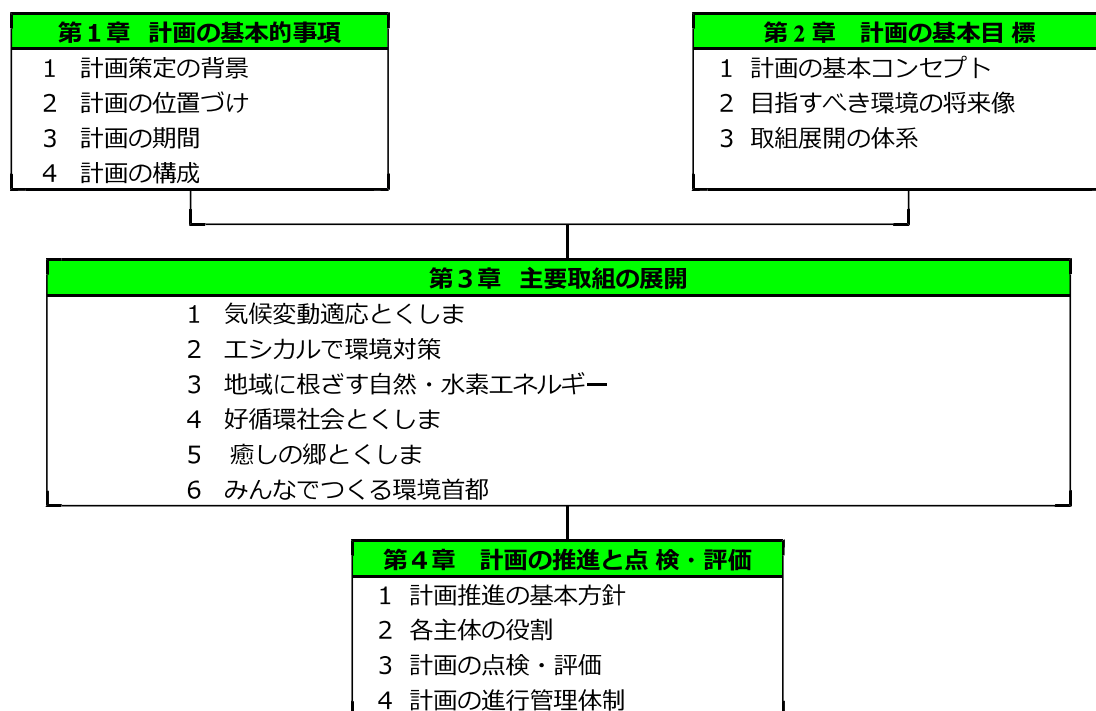 第１章 計画の基本的事項
1 計画策定の背景
2 計画の位置づけ
3 計画の期間
4 計画の構成
第２章 計画の基本目標
1 計画の基本コンセプト
2 目指すべき環境の将来像
3 取組展開の体系
第３章 主要取組の展開
1 気候変動適応とくしま
2 エシカルで環境対策
3 地域に根ざす自然・水素エネルギー
4 好循環社会とくしま
5 癒しの郷とくしま
6 みんなでつくる環境首都
第４章 計画の推進と点検・評価
1 計画推進の基本方針
2 各主体の役割
3 計画の点検・評価
4 計画の進行管理体制